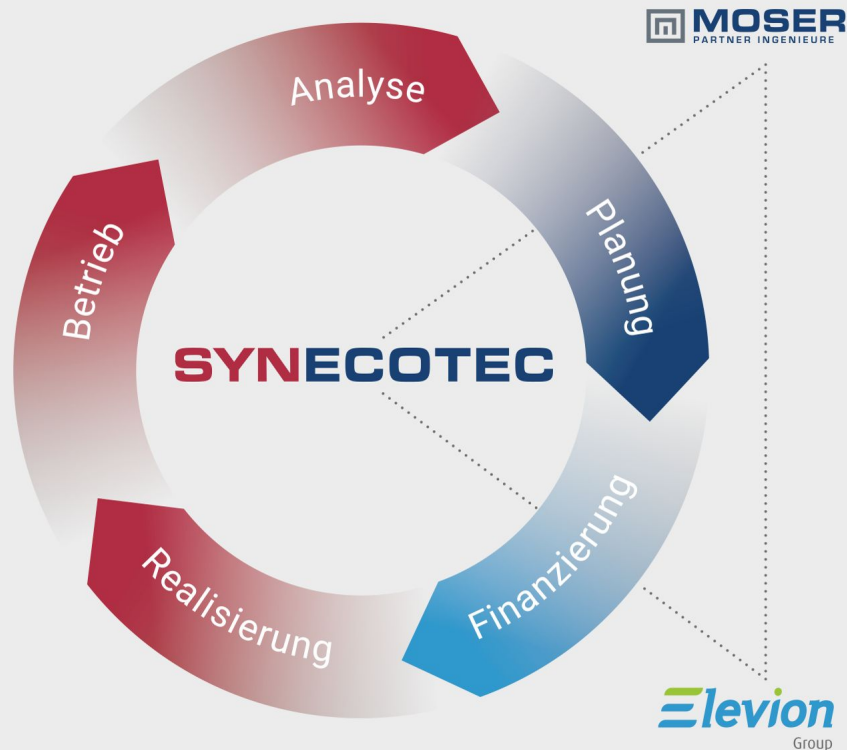 MOSER
PARTNER INGENIEURE
Analyse
Planung
Betrieb
SYNECOTEC
Finanzierung
Realisierung
Elevion
Group